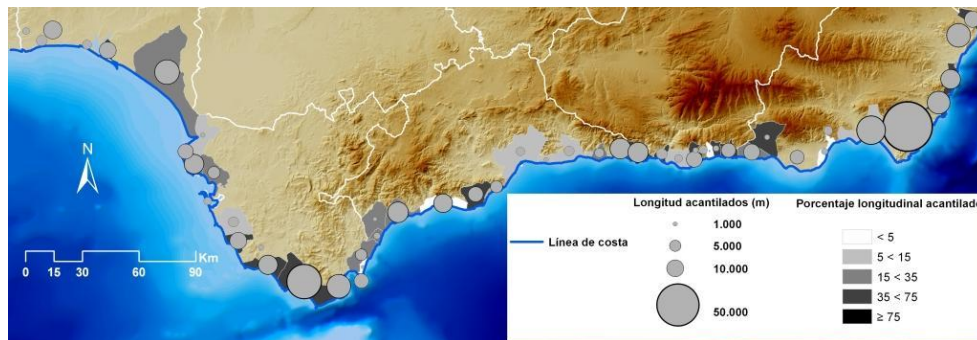 N
Km
0 15 30 60 90
Línea de costa
Longitud acantilados (m)
1.000
5.000
10.000
50.000
Porcentaje longitudinal acantilado
< 5
5 < 15
15 < 35
35 < 75
≥ 75